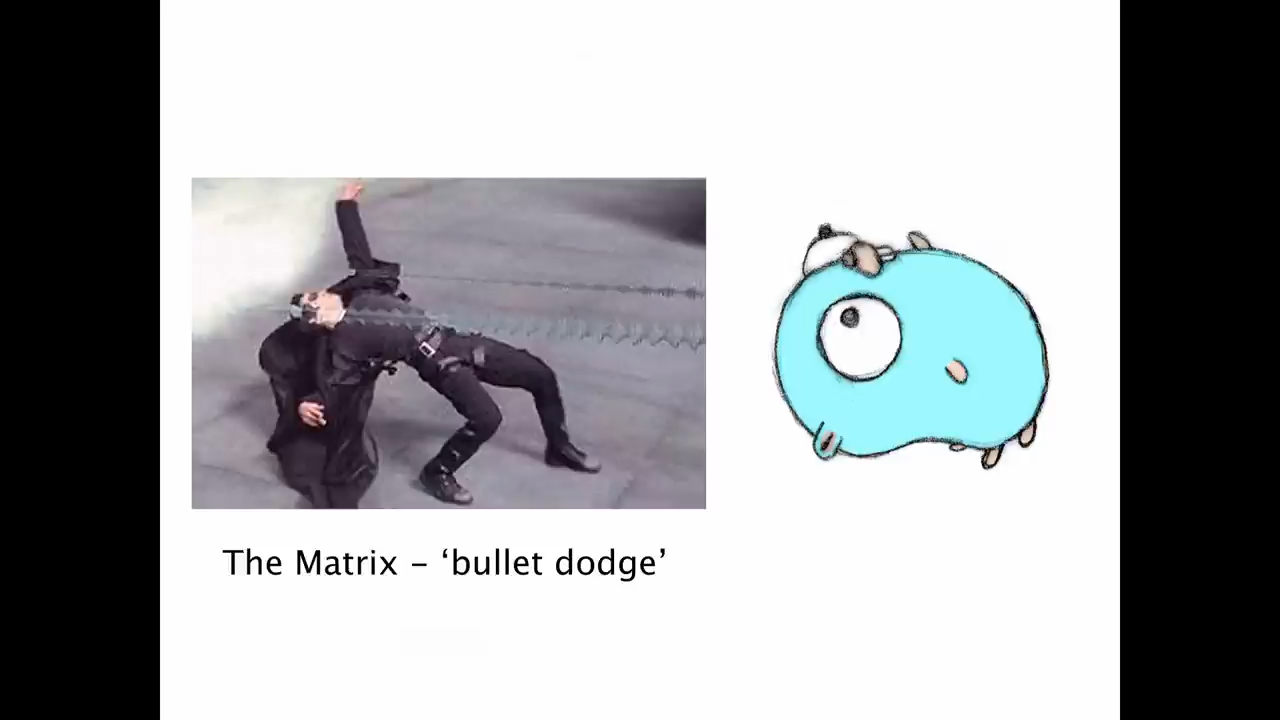 The Matrix – ‘bullet dodge’